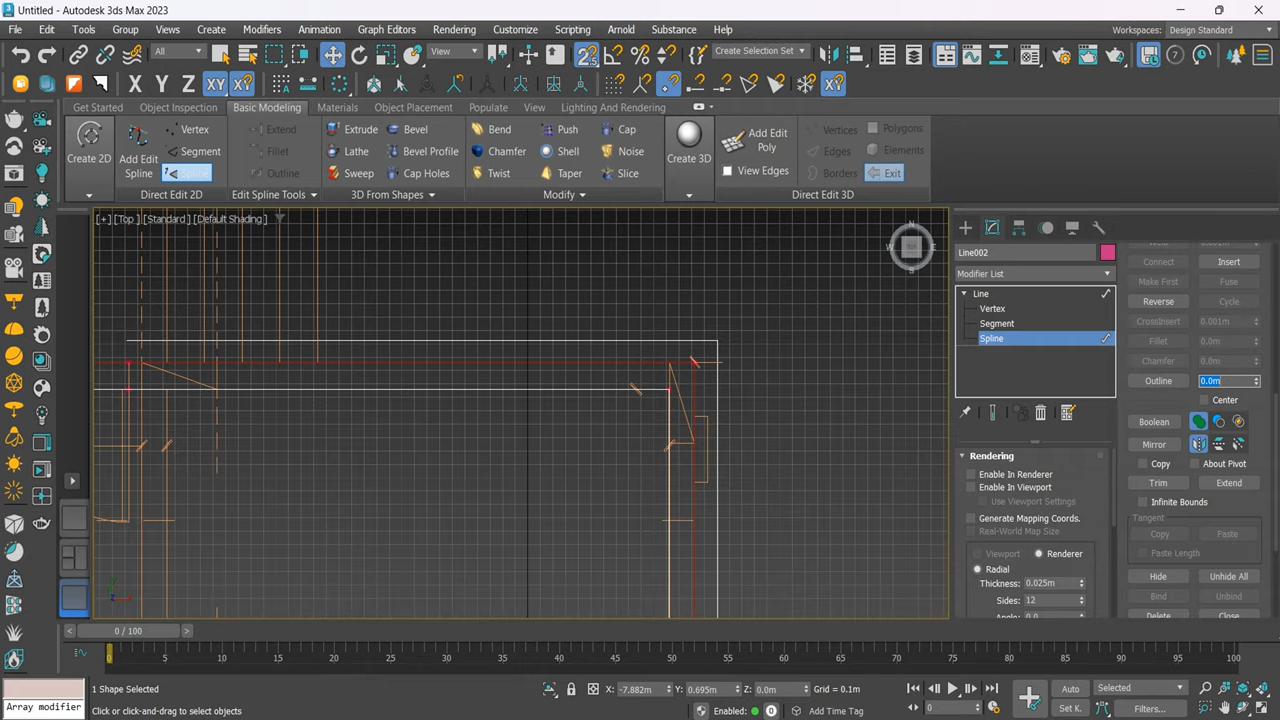 Untitled - Autodesk 3ds Max 2023
File Edit Tools Group Views Create Modifiers Animation Graph Editors Rendering Customize Scripting Arnold Substance Help
Workspaces: Design Standard
All View Create Selection Set
X Y Z XY
Get Started Object Inspection Basic Modeling Materials Object Placement Populate View Lighting And Rendering
Create 2D
Add Edit Spline
Vertex
Segment
Spline
Direct Edit 2D
Extend
Fillet
Outline
Edit Spline Tools
Extrude Bevel
Lathe Bevel Profile
Sweep Cap Holes
3D From Shapes
Bend Push Cap
Chamfer Shell Noise
Twist Taper Slice
Modify
Create 3D
Add Edit Poly
View Edges
Vertices Polygons
Edges Elements
Borders Exit
Direct Edit 3D
[+] [Top ] [Standard ] [Default Shading ]
N
W E
S
Line002
Modifier List
Line
Vertex
Segment
Spline
Rendering
Enable In Renderer
Enable In Viewport
Use Viewport Settings
Generate Mapping Coords.
Real-World Map Size
Viewport Renderer
Radial
Thickness: 0.025m
Sides: 12
Angle: 0.0
Connect Insert
Make First Fuse
Reverse Cycle
CrossInsert 0.001m
Fillet 0.0m
Chamfer 0.0m
Outline 0.0m
Center
Boolean
Mirror
Copy About Pivot
Trim Extend
Infinite Bounds
Tangent
Copy Paste
Paste Length
Hide Unhide All
Bind Unbind
Delete Close
0 / 100
0 5 10 15 20 25 30 35 40 45 50 55 60 65 70 75 80 85 90 95 100
Array modifier
1 Shape Selected
Click or click-and-drag to select objects
X: -7.882m Y: 0.695m Z: 0.0m Grid = 0.1m
Enabled: 0 Add Time Tag
0
Auto Selected
Set K. Filters...